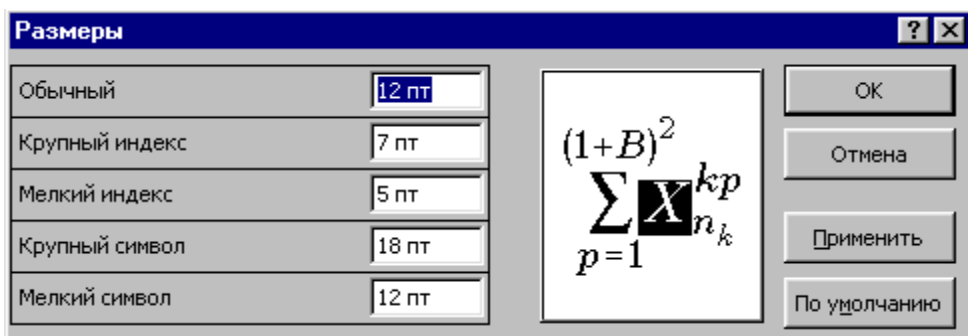 Размеры
Обычный 12 пт
Крупный индекс 7 пт
Мелкий индекс 5 пт
Крупный символ 18 пт
Мелкий символ 12 пт
(1+B)²
∑ X kp
n k
p=1
OK
Отмена
Применить
По умолчанию